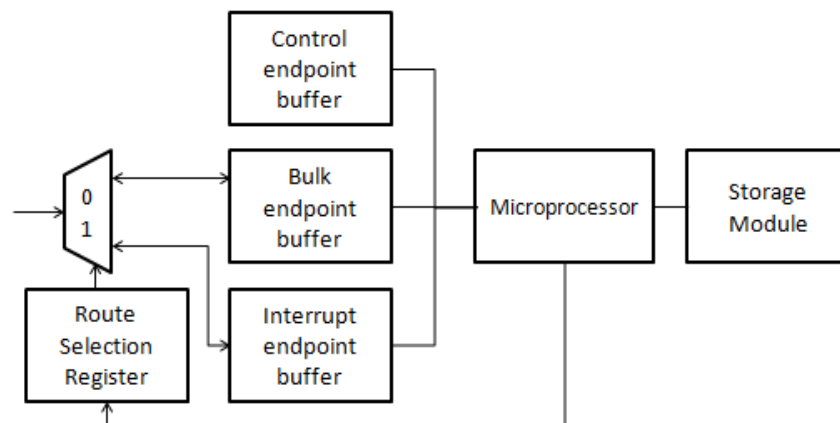 Control
endpoint
buffer
0
1
Bulk
endpoint
buffer
Microprocessor
Storage
Module
Route
Selection
Register
Interrupt
endpoint
buffer